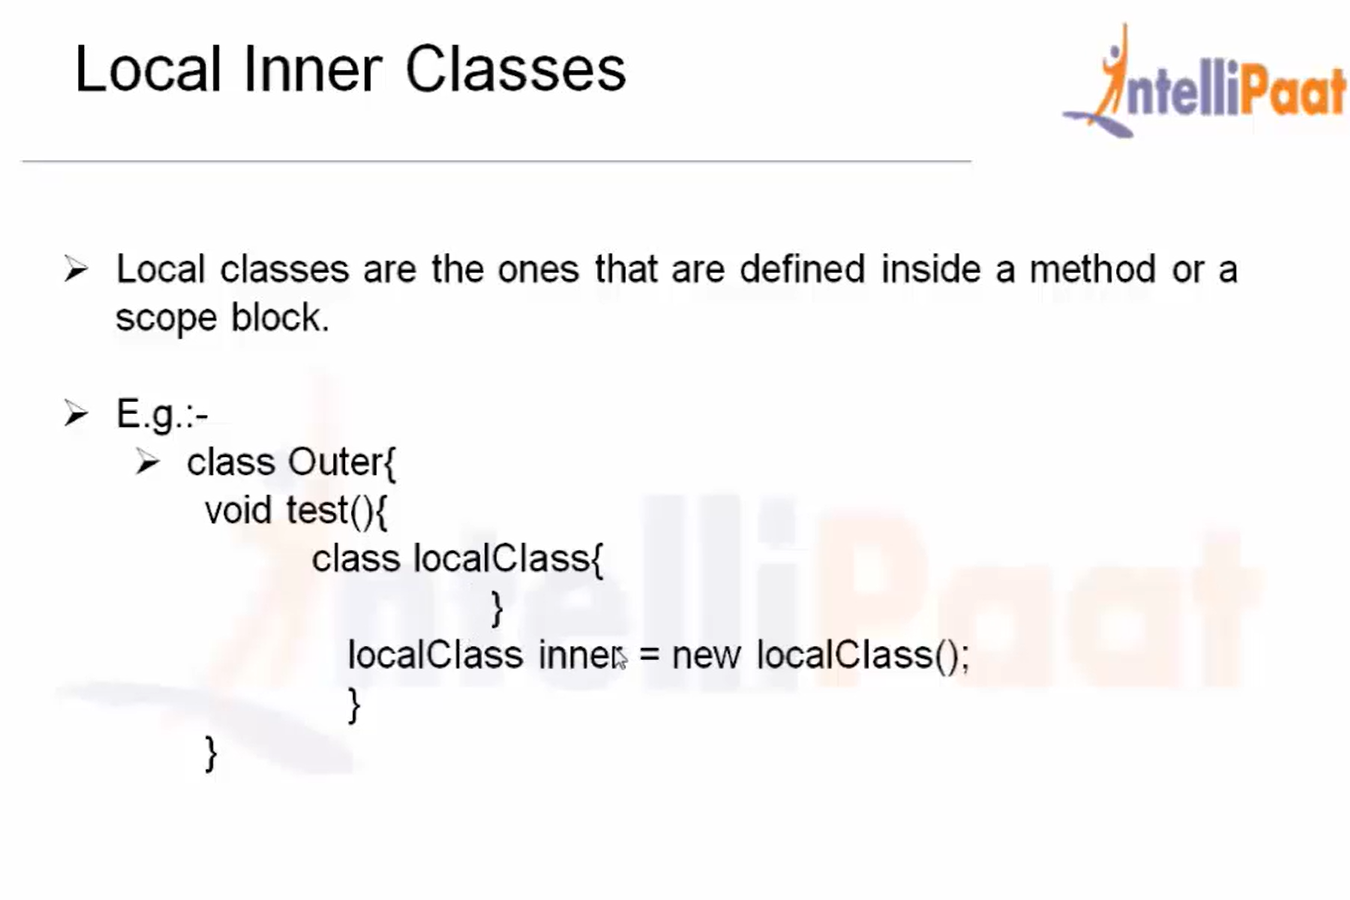 Local Inner Classes
IntelliPaat
Local classes are the ones that are defined inside a method or a
scope block.
E.g.:-
class Outer{
void test(){
class localClass{
}
localClass inner = new localClass();
}
}